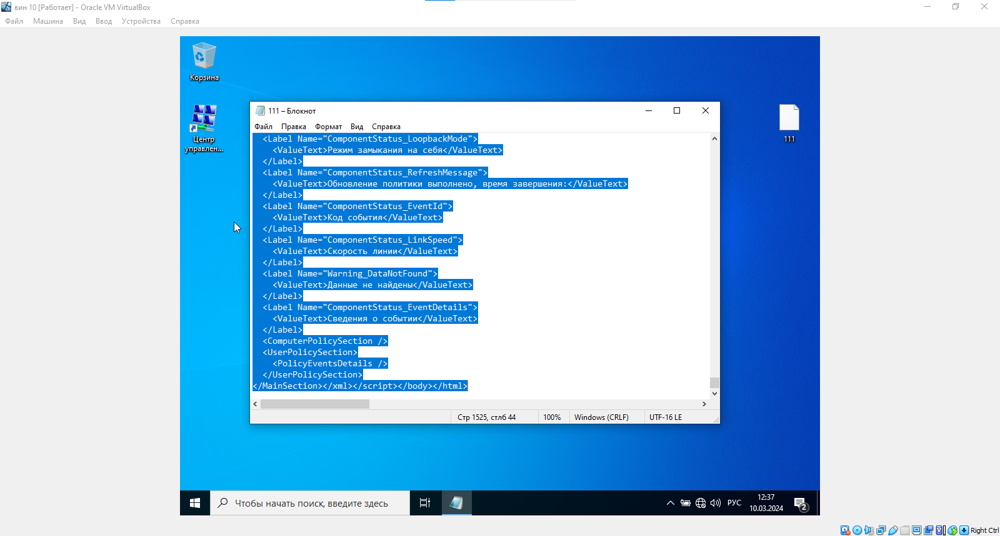 вин 10 [Работает] - Oracle VM VirtualBox
Файл Машина Вид Ввод Устройства Справка
Корзина
Центр
управлен...
111
111 – Блокнот
Файл Правка Формат Вид Справка
<Label Name="ComponentStatus_LoopbackMode">
<ValueText>Режим замыкания на себя</ValueText>
</Label>
<Label Name="ComponentStatus_RefreshMessage">
<ValueText>Обновление политики выполнено, время завершения:</ValueText>
</Label>
<Label Name="ComponentStatus_EventId">
<ValueText>Код события</ValueText>
</Label>
<Label Name="ComponentStatus_LinkSpeed">
<ValueText>Скорость линии</ValueText>
</Label>
<Label Name="Warning_DataNotFound">
<ValueText>Данные не найдены</ValueText>
</Label>
<Label Name="ComponentStatus_EventDetails">
<ValueText>Сведения о событии</ValueText>
</Label>
<ComputerPolicySection />
<UserPolicySection>
<PolicyEventsDetails />
</UserPolicySection>
</MainSection></xml></script></body></html>
Стр 1525, стлб 44 100% Windows (CRLF) UTF-16 LE
Чтобы начать поиск, введите здесь
РУС
12:37
10.03.2024
2
Right Ctrl